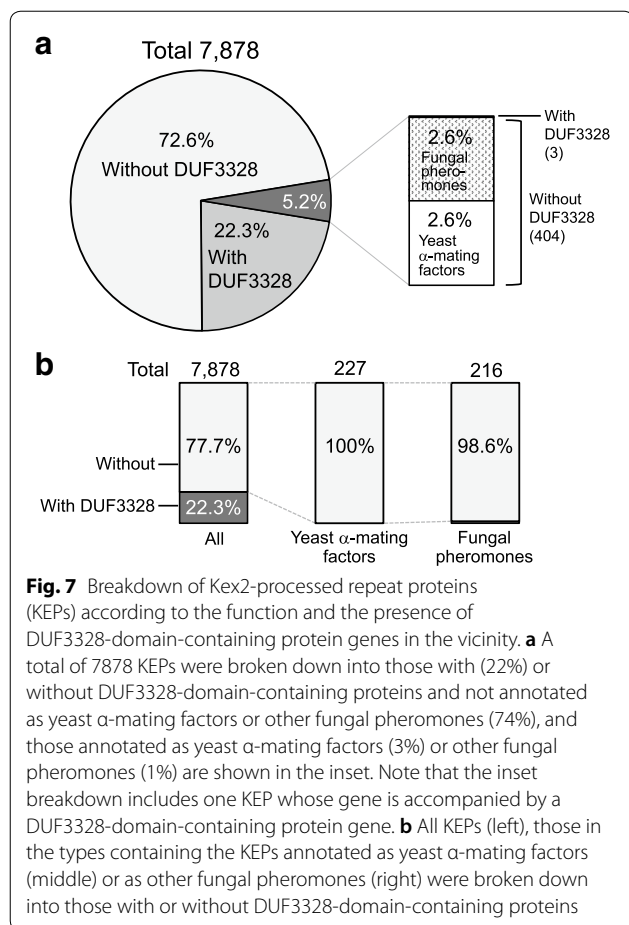 a
Total 7,878
72.6%
Without DUF3328
5.2%
22.3%
With
DUF3328
2.6%
Fungal
phero-
mones
2.6%
Yeast
α-mating
factors
With
DUF3328
(3)
Without
DUF3328
(404)
b
Total 7,878 227 216
Without
With DUF3328
77.7% 100% 98.6%
22.3%
All
Yeast α-mating
factors
Fungal
pheromones
Fig. 7 Breakdown of Kex2-processed repeat proteins
(KEPs) according to the function and the presence of
DUF3328-domain-containing protein genes in the vicinity. a A
total of 7878 KEPs were broken down into those with (22%) or
without DUF3328-domain-containing proteins and not annotated
as yeast α-mating factors or other fungal pheromones (74%), and
those annotated as yeast α-mating factors (3%) or other fungal
pheromones (1%) are shown in the inset. Note that the inset
breakdown includes one KEP whose gene is accompanied by a
DUF3328-domain-containing protein gene. b All KEPs (left), those in
the types containing the KEPs annotated as yeast α-mating factors
(middle) or as other fungal pheromones (right) were broken down
into those with or without DUF3328-domain-containing proteins